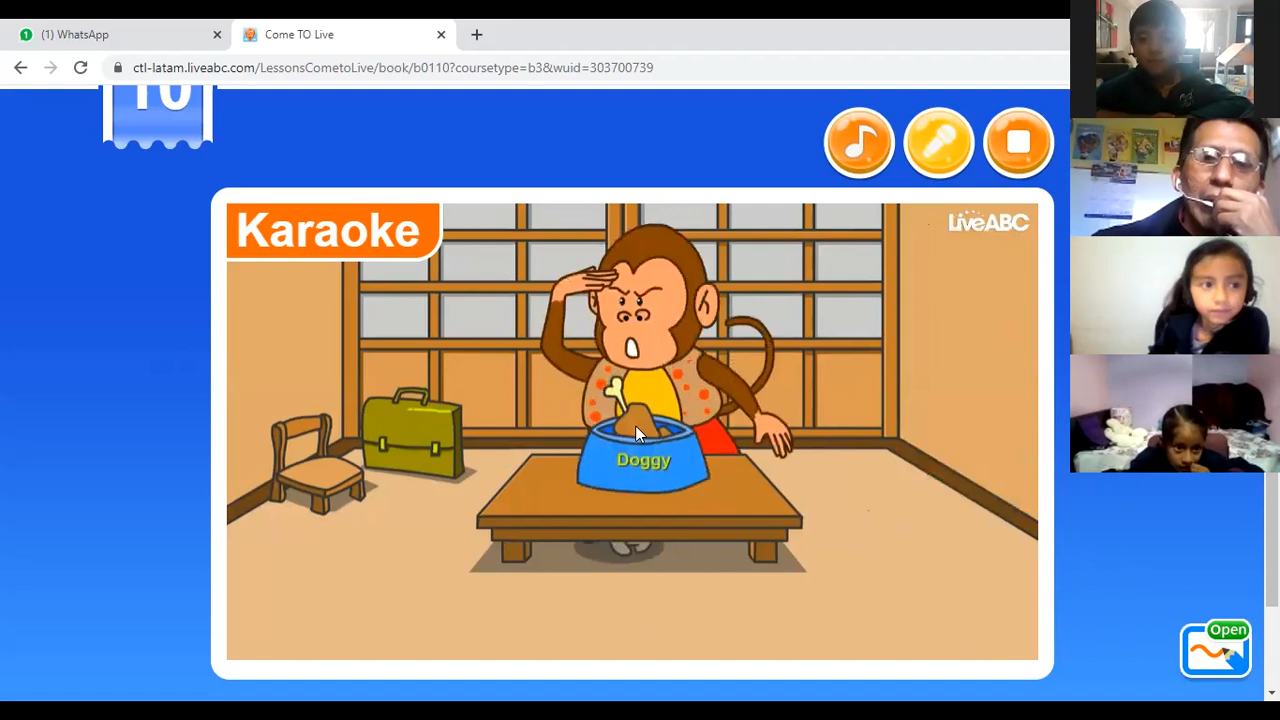 (1) WhatsApp
Come TO Live
ctl-latam.liveabc.com/LessonsCometoLive/book/b0110?coursetype=b3&wuid=303700739
10
Karaoke
LiveABC
Doggy
Open